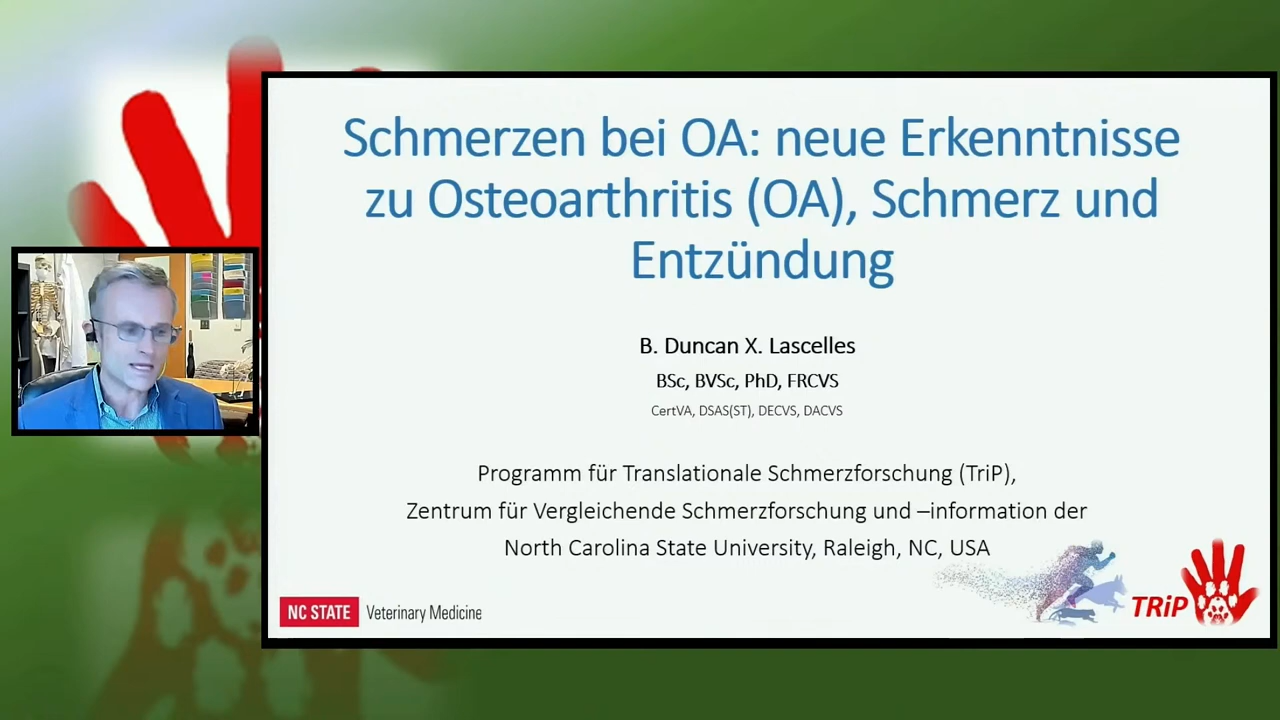 Schmerzen bei OA: neue Erkenntnisse
zu Osteoarthritis (OA), Schmerz und
Entzündung
B. Duncan X. Lascelles
BSc, BVSc, PhD, FRCVS
CertVA, DSAS(ST), DECVS, DACVS
Programm für Translationale Schmerzforschung (TriP),
Zentrum für Vergleichende Schmerzforschung und –information der
North Carolina State University, Raleigh, NC, USA
NC STATE Veterinary Medicine
TRiP